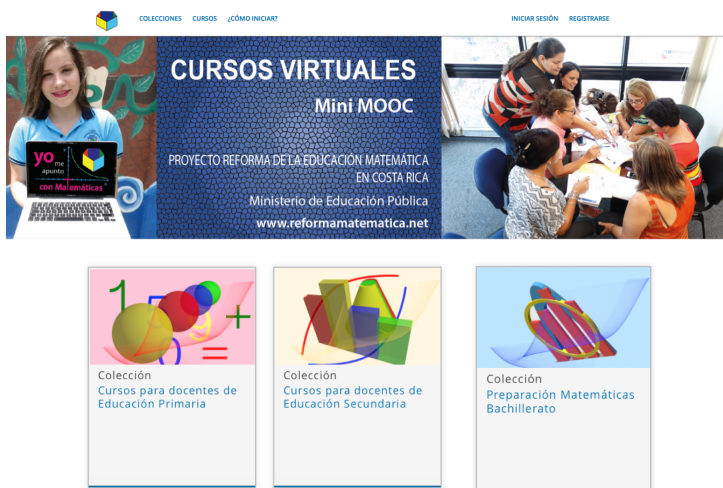 COLECCIONES CURSOS ¿CÓMO INICIAR? INICIAR SESIÓN REGISTRARSE
CURSOS VIRTUALES
Mini MOOC
PROYECTO REFORMA DE LA EDUCACIÓN MATEMÁTICA
EN COSTA RICA
Ministerio de Educación Pública
www.reformamatematica.net
yo me
apunto
con Matemáticas
Colección
Cursos para docentes de
Educación Primaria
Colección
Cursos para docentes de
Educación Secundaria
Colección
Preparación Matemáticas
Bachillerato